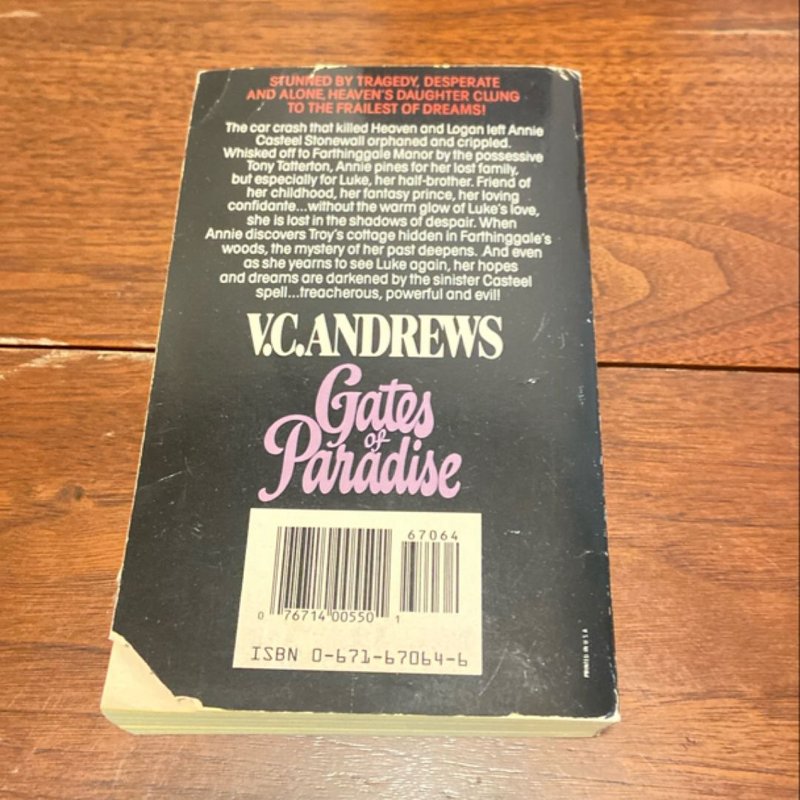 STUNNED BY TRAGEDY, DESPERATE
AND ALONE, HEAVEN'S DAUGHTER CLUNG
TO THE FRAILEST OF DREAMS!
The car crash that killed Heaven and Logan left Annie
Casteel Stonewall orphaned and crippled.
Whisked off to Farthinggale Manor by the possessive
Tony Tatterton, Annie pines for her lost family,
but especially for Luke, her half-brother. Friend of
her childhood, her fantasy prince, her loving
confidante...without the warm glow of Luke's love,
she is lost in the shadows of despair. When
Annie discovers Troy's cottage hidden in Farthinggale's
woods, the mystery of her past deepens. And even
as she yearns to see Luke again, her hopes
and dreams are darkened by the sinister Casteel
spell...treacherous, powerful and evil!
V.C. ANDREWS
Gates
of
Paradise
67064
0 76714 00550 1
ISBN 0-671-67064-6
PRINTED IN U.S.A.